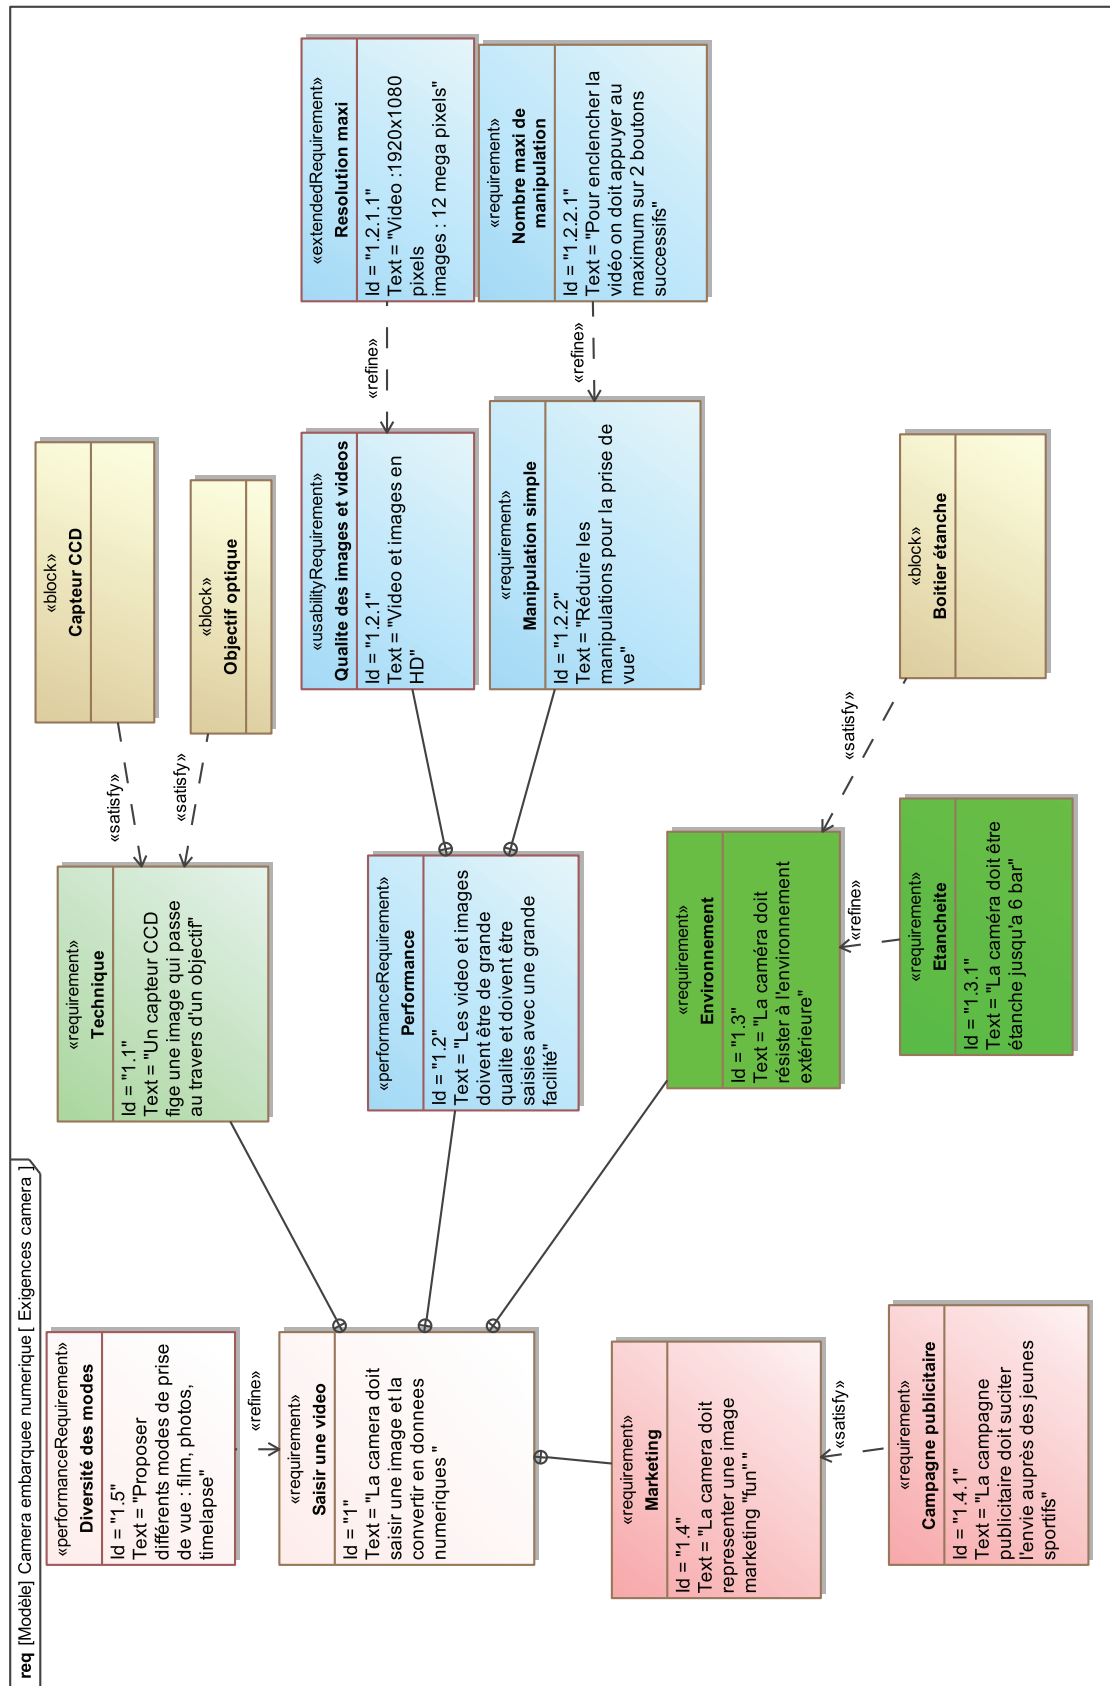 req [Modèle] Camera embarquee numerique [ Exigences camera ]
«performanceRequirement»
Diversité des modes
Id = "1.5"
Text = "Proposer
différents modes de prise
de vue : film, photos,
timelapse"
«refine»
«requirement»
Saisir une video
Id = "1"
Text = "La camera doit
saisir une image et la
convertir en donnees
numeriques"
«requirement»
Marketing
Id = "1.4"
Text = "La camera doit
representer une image
marketing "fun" "
«satisfy»
«requirement»
Campagne publicitaire
Id = "1.4.1"
Text = "La campagne
publicitaire doit suciter
l'envie auprès des jeunes
sportifs"
«requirement»
Technique
Id = "1.1"
Text = "Un capteur CCD
fige une image qui passe
au travers d'un objectif"
«satisfy»
«satisfy»
«block»
Capteur CCD
«block»
Objectif optique
«performanceRequirement»
Performance
Id = "1.2"
Text = "Les video et images
doivent être de grande
qualite et doivent être
saisies avec une grande
facilité"
«usabilityRequirement»
Qualite des images et videos
Id = "1.2.1"
Text = "Video et images en
HD"
«refine»
«extendedRequirement»
Resolution maxi
Id = "1.2.1.1"
Text = "Video :1920x1080
pixels
images : 12 mega pixels"
«requirement»
Manipulation simple
Id = "1.2.2"
Text = "Réduire les
manipulations pour la prise de
vue"
«refine»
«requirement»
Nombre maxi de
manipulation
Id = "1.2.2.1"
Text = "Pour enclencher la
vidéo on doit appuyer au
maximum sur 2 boutons
successifs"
«requirement»
Environnement
Id = "1.3"
Text = "La caméra doit
résister à l'environnement
extérieure"
«refine»
«satisfy»
«requirement»
Etancheite
Id = "1.3.1"
Text = "La caméra doit être
étanche jusqu'a 6 bar"
«block»
Boitier étanche